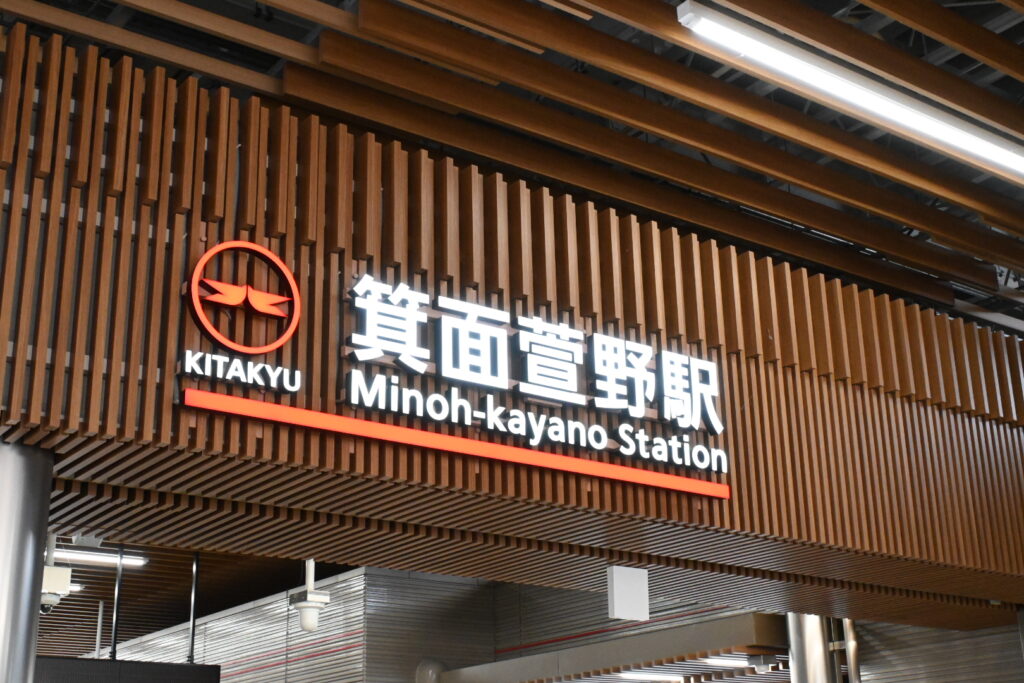 KITAKYU
箕面萱野駅
Minoh-kayano Station